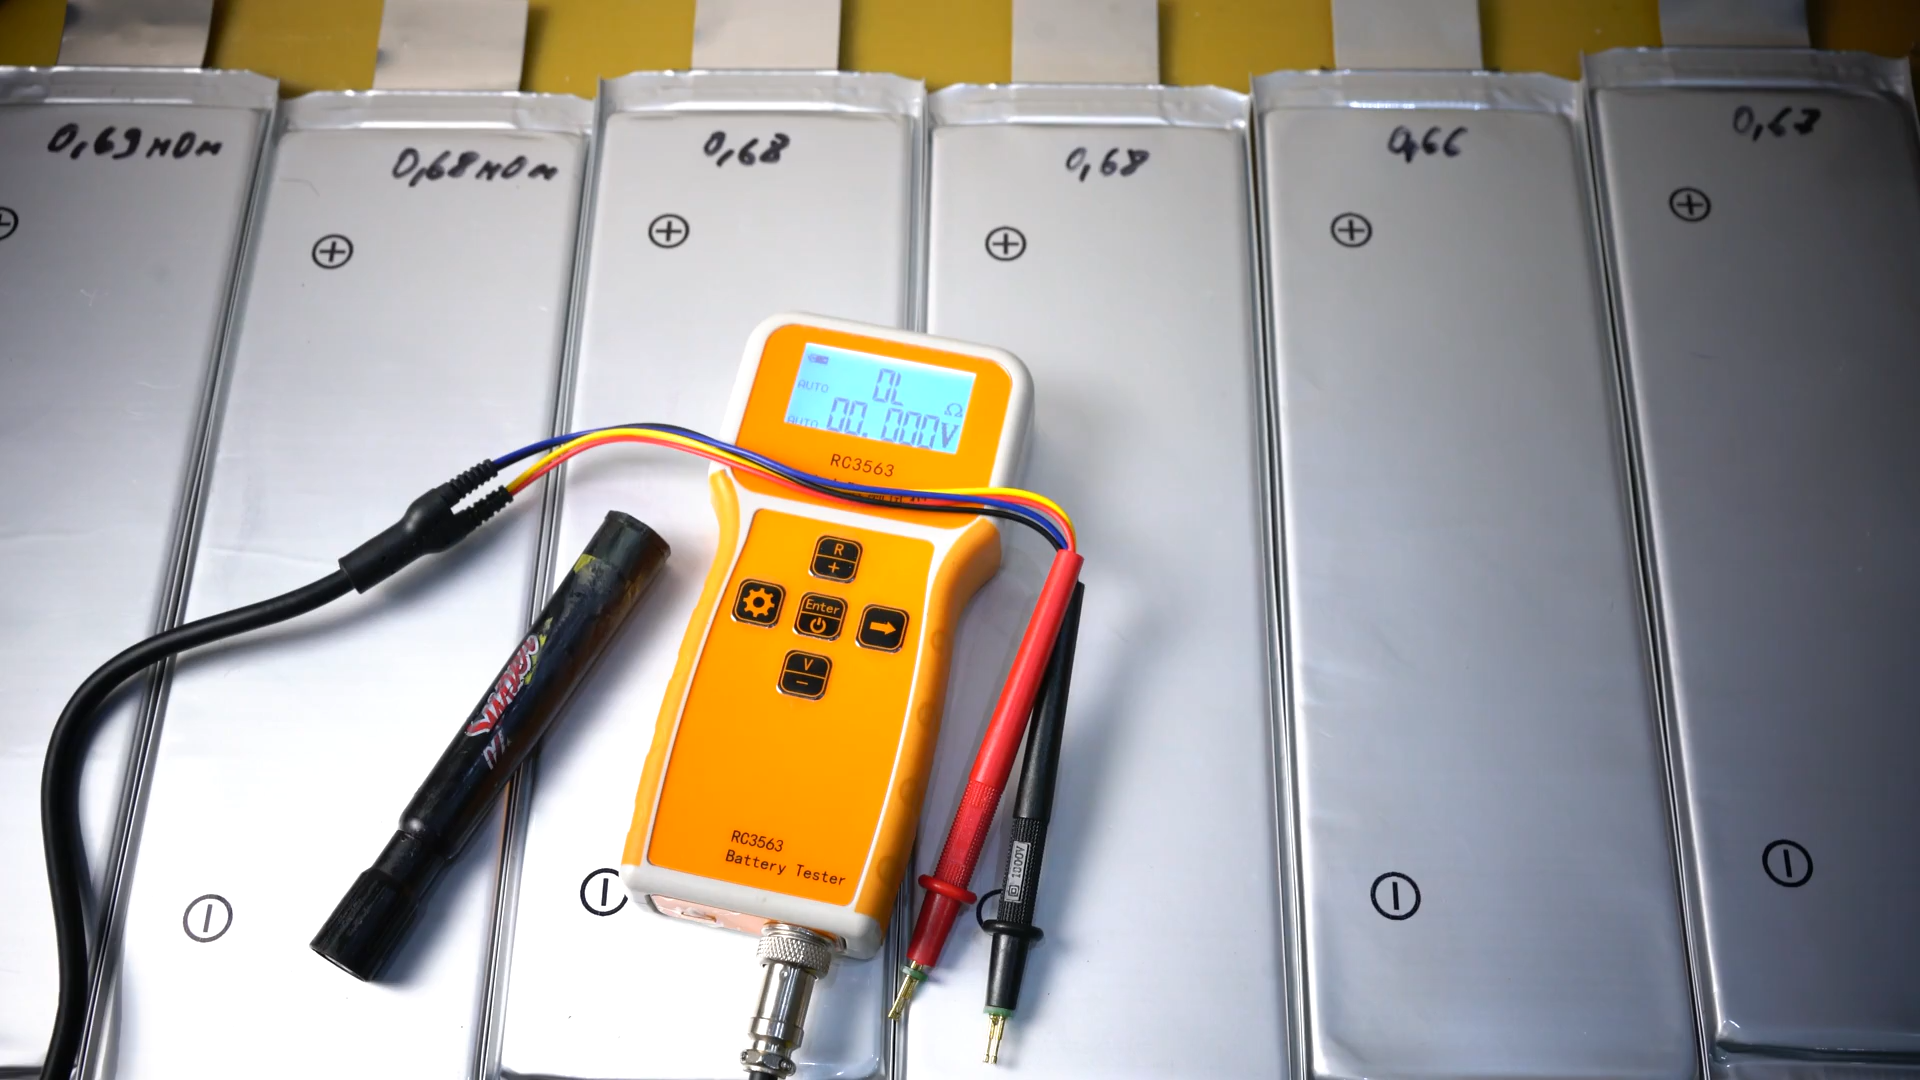 0,69 мОм
0,68 мОм
0,68
0,68
0,66
0,67
AUTO
OL
Ω
AUTO
00.000V
RC3563
R
+
Enter
V
-
RC3563
Battery Tester
1000V